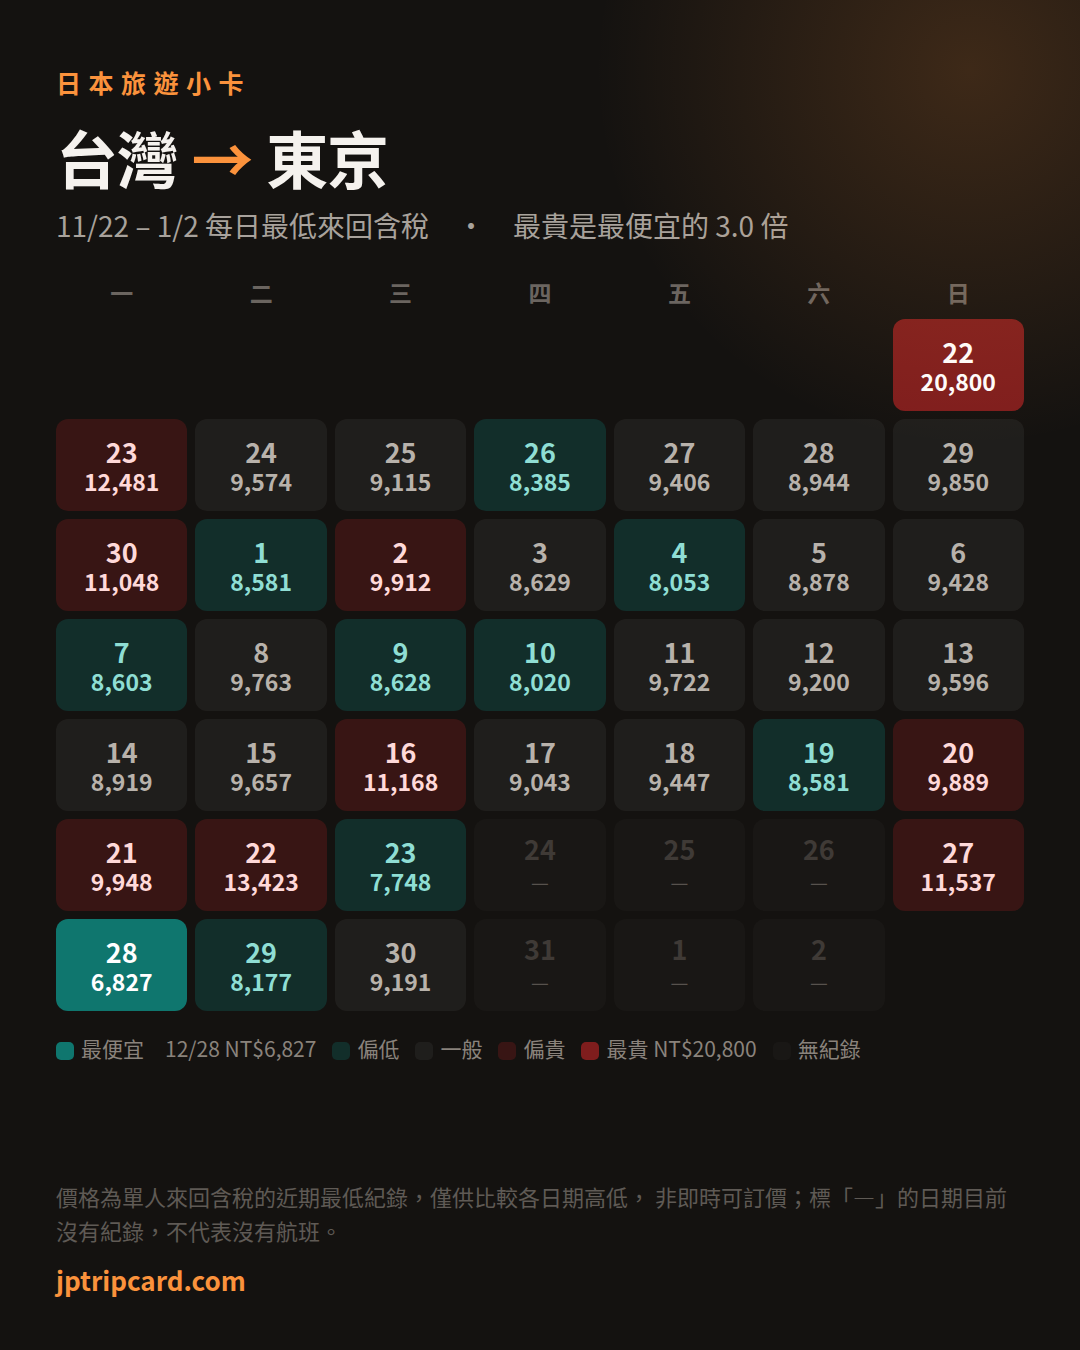 日本旅遊小卡
台灣 → 東京
11/22 – 1/2 每日最低來回含稅 ・ 最貴是最便宜的 3.0 倍
一 二 三 四 五 六 日
22
20,800
23 24 25 26 27 28 29
12,481 9,574 9,115 8,385 9,406 8,944 9,850
30 1 2 3 4 5 6
11,048 8,581 9,912 8,629 8,053 8,878 9,428
7 8 9 10 11 12 13
8,603 9,763 8,628 8,020 9,722 9,200 9,596
14 15 16 17 18 19 20
8,919 9,657 11,168 9,043 9,447 8,581 9,889
21 22 23 24 25 26 27
9,948 13,423 7,748 — — — 11,537
28 29 30 31 1 2
6,827 8,177 9,191 — — —
最便宜 12/28 NT$6,827 偏低 一般 偏貴 最貴 NT$20,800 無紀錄
價格為單人來回含稅的近期最低紀錄，僅供比較各日期高低， 非即時可訂價；標「—」的日期目前
沒有紀錄，不代表沒有航班。
jptripcard.com